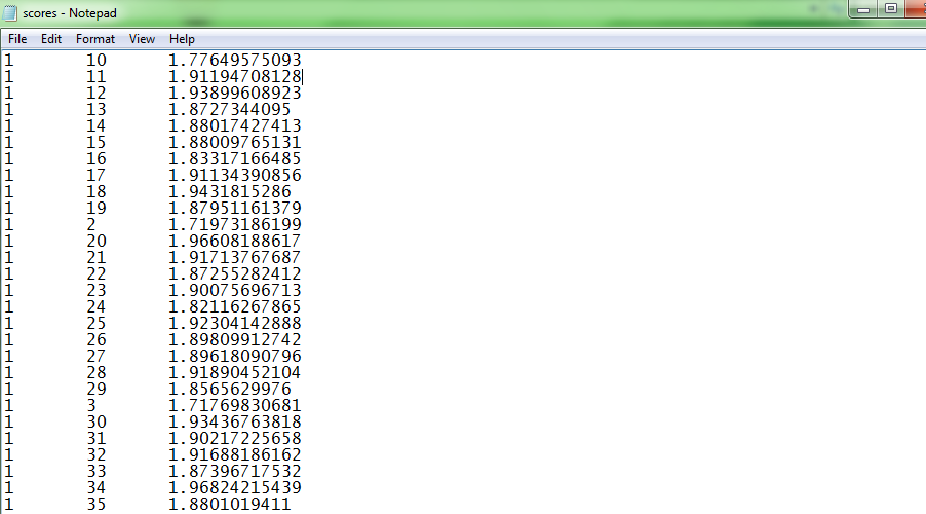 scores - Notepad
File Edit Format View Help
1 10 1.77649575093
1 11 1.91194708128
1 12 1.93899608923
1 13 1.8727344095
1 14 1.88017427413
1 15 1.88009765131
1 16 1.83317166485
1 17 1.91134390856
1 18 1.9431815286
1 19 1.87951161379
1 2 1.71973186199
1 20 1.96608188617
1 21 1.91713767687
1 22 1.87255282412
1 23 1.90075696713
1 24 1.82116267865
1 25 1.92304142888
1 26 1.89809912742
1 27 1.89618090796
1 28 1.91890452104
1 29 1.8565629976
1 3 1.71769830681
1 30 1.93436763818
1 31 1.90217225658
1 32 1.91688186162
1 33 1.87396717532
1 34 1.96824215439
1 35 1.8801019411